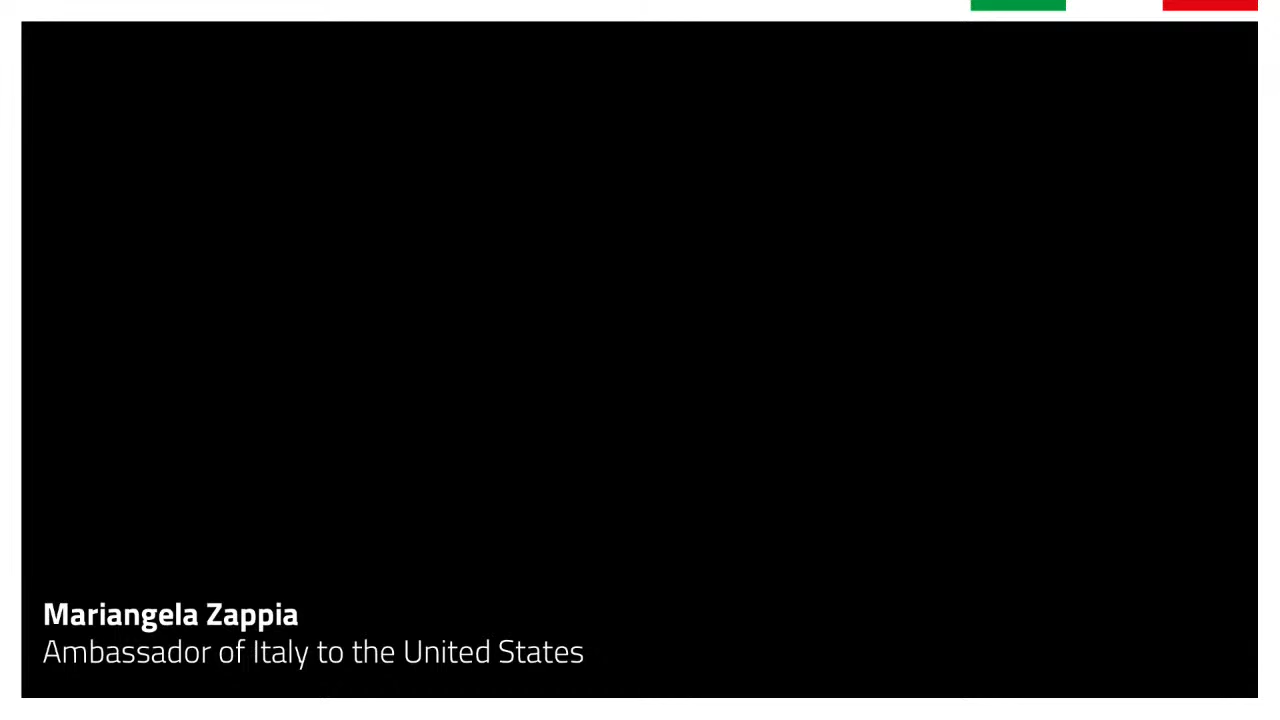 Mariangela Zappia
Ambassador of Italy to the United States